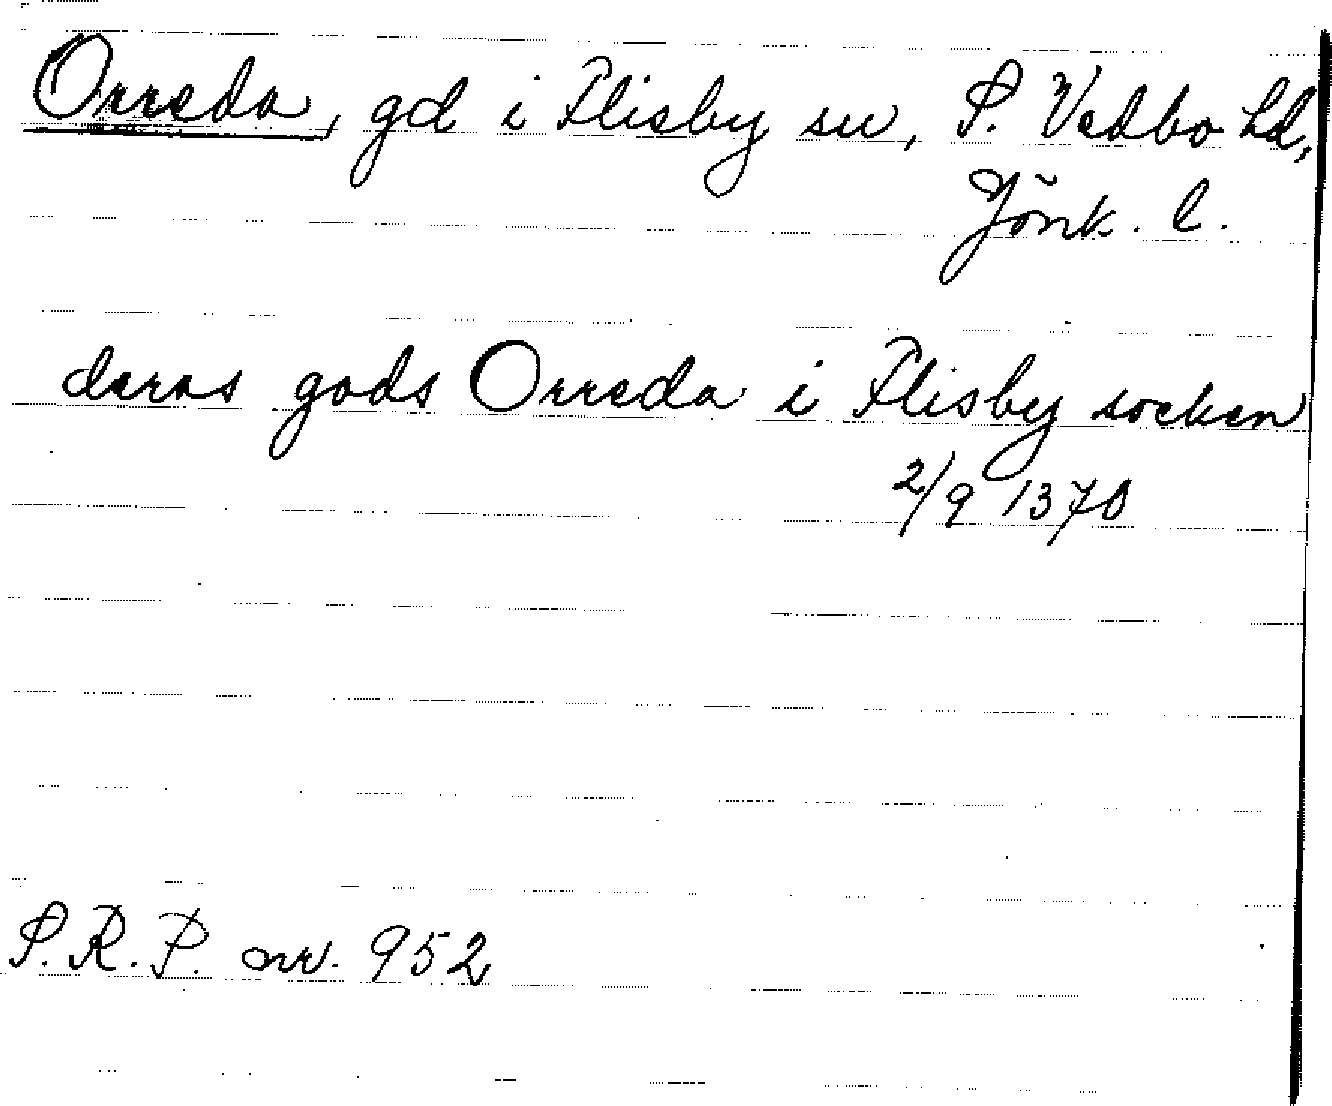 Orreda, gd i Flisby sn, S. Vedbo hd,
Jönk. l.
deras gods Orreda i Flisby socken
2/9 1370
S.R.P. nr. 952